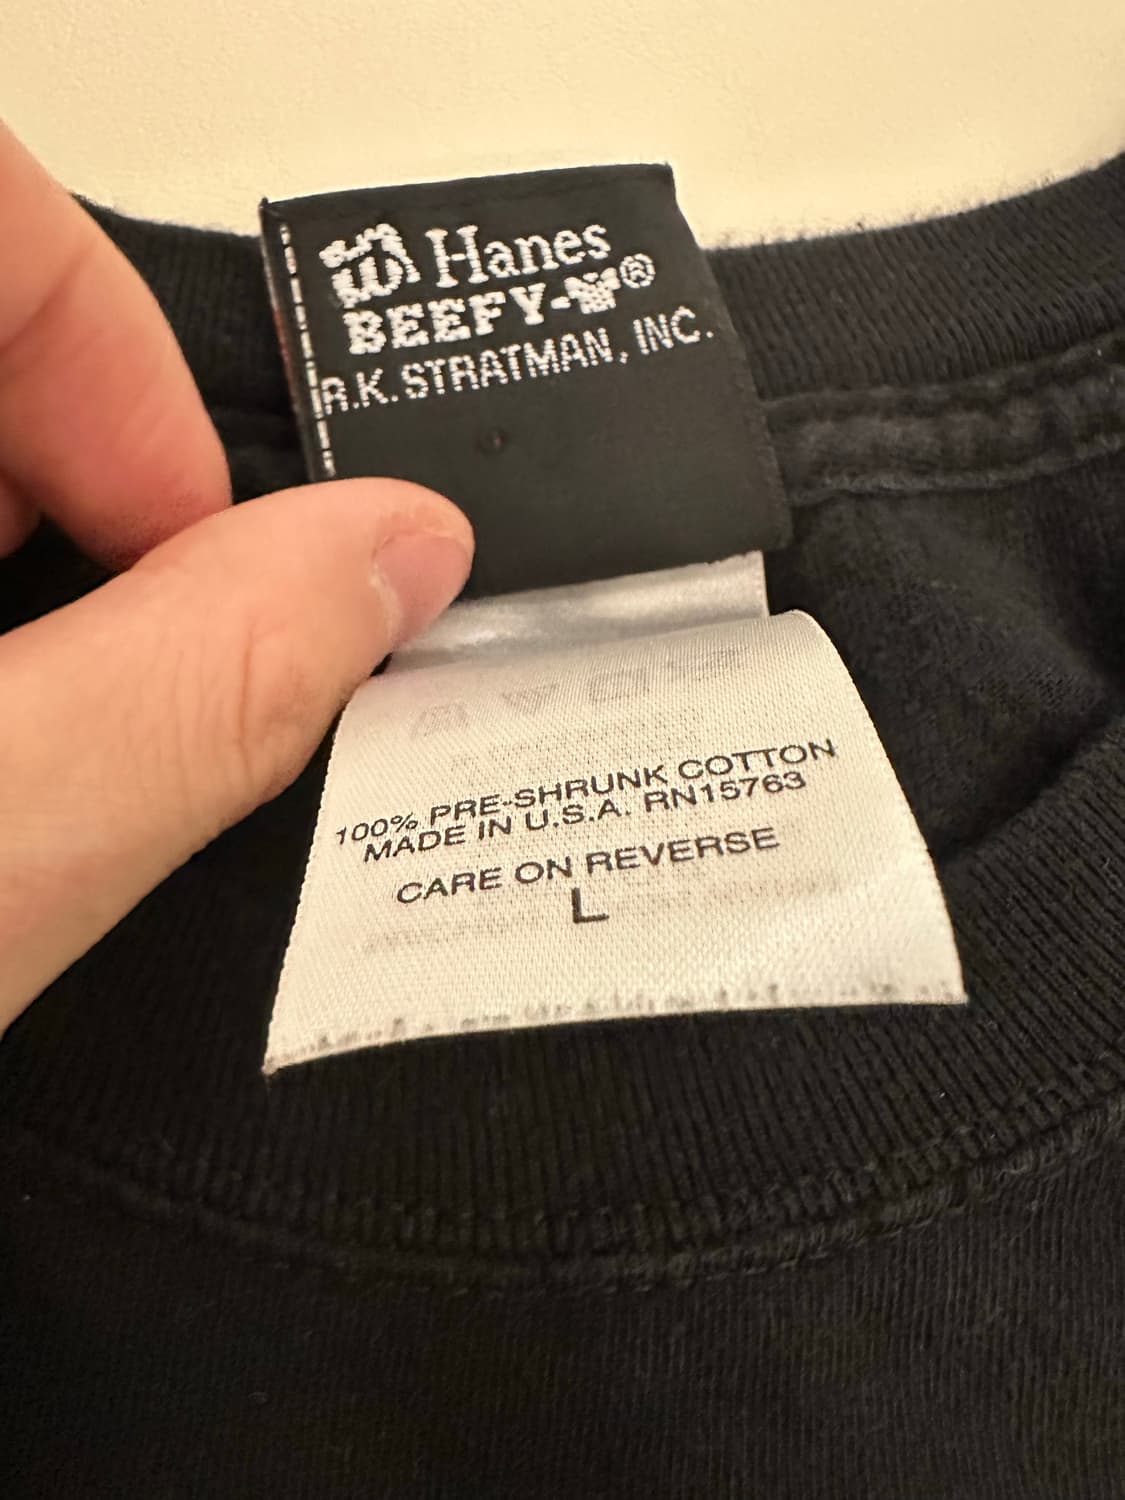 Hanes
BEEFY-T®
R.K. STRATMAN, INC.
100% PRE-SHRUNK COTTON
MADE IN U.S.A. RN15763
CARE ON REVERSE
L